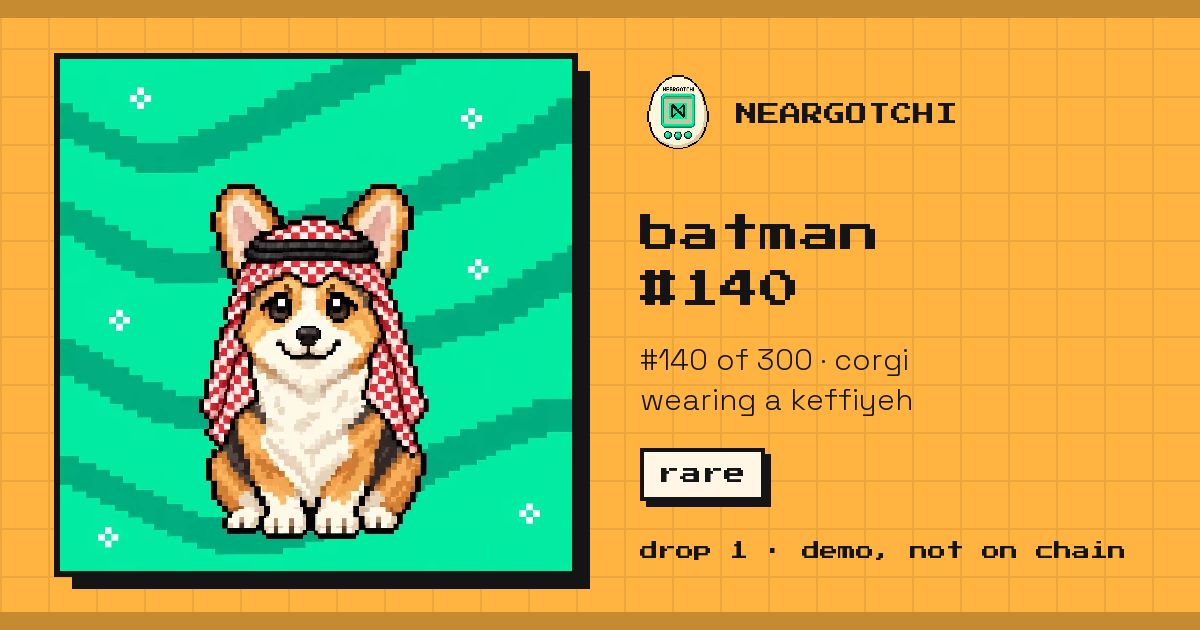 NEARGOTCHI
NEARGOTCHI
batman
#140
#140 of 300 · corgi
wearing a keffiyeh
rare
drop 1 · demo, not on chain